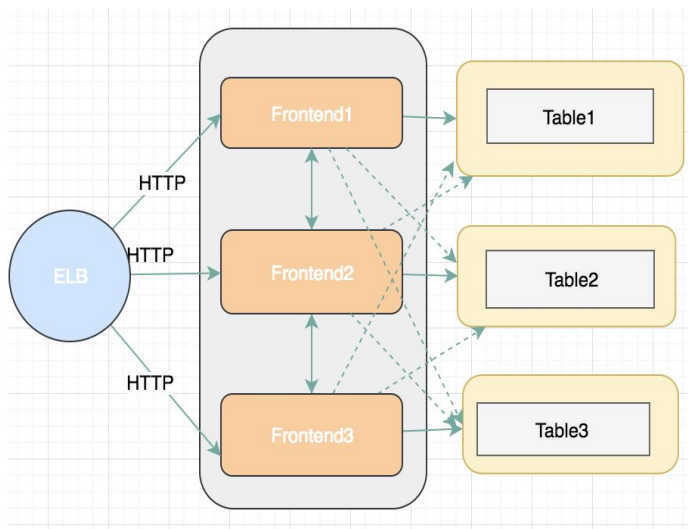 Frontend1
Table1
HTTP
HTTP
ELB
Frontend2
Table2
HTTP
Frontend3
Table3